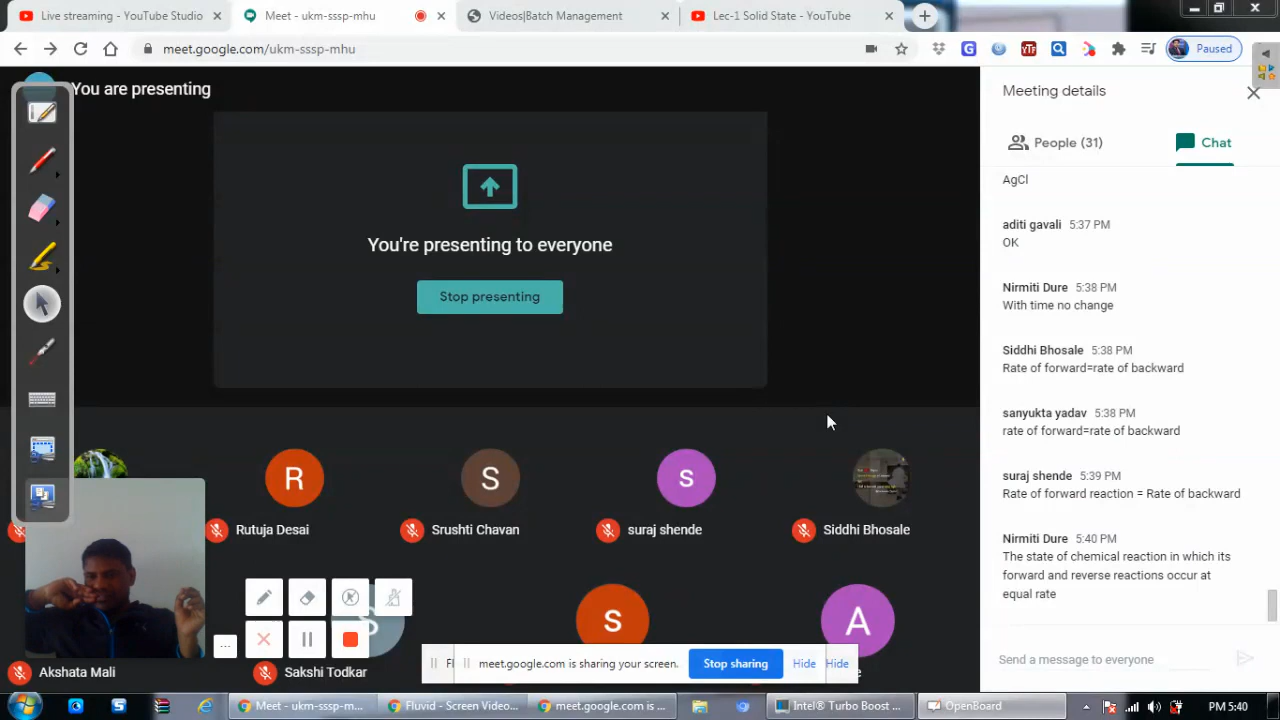 Live streaming - YouTube Studio
Meet - ukm-sssp-mhu
Videos|Batch Management
Lec-1 Solid State - YouTube
meet.google.com/ukm-sssp-mhu
Paused
You are presenting
You're presenting to everyone
Stop presenting
R
S
s
Rutuja Desai
Srushti Chavan
suraj shende
Siddhi Bhosale
S
s
A
...
Akshata Mali
Sakshi Todkar
meet.google.com is sharing your screen.
Stop sharing
Hide
Hide
Meeting details
People (31)
Chat
AgCl
aditi gavali 5:37 PM
OK
Nirmiti Dure 5:38 PM
With time no change
Siddhi Bhosale 5:38 PM
Rate of forward=rate of backward
sanyukta yadav 5:38 PM
rate of forward=rate of backward
suraj shende 5:39 PM
Rate of forward reaction = Rate of backward
Nirmiti Dure 5:40 PM
The state of chemical reaction in which its
forward and reverse reactions occur at
equal rate
Send a message to everyone
Meet - ukm-sssp-m...
Fluvid - Screen Video...
meet.google.com is ...
Intel® Turbo Boost ...
OpenBoard
PM 5:40